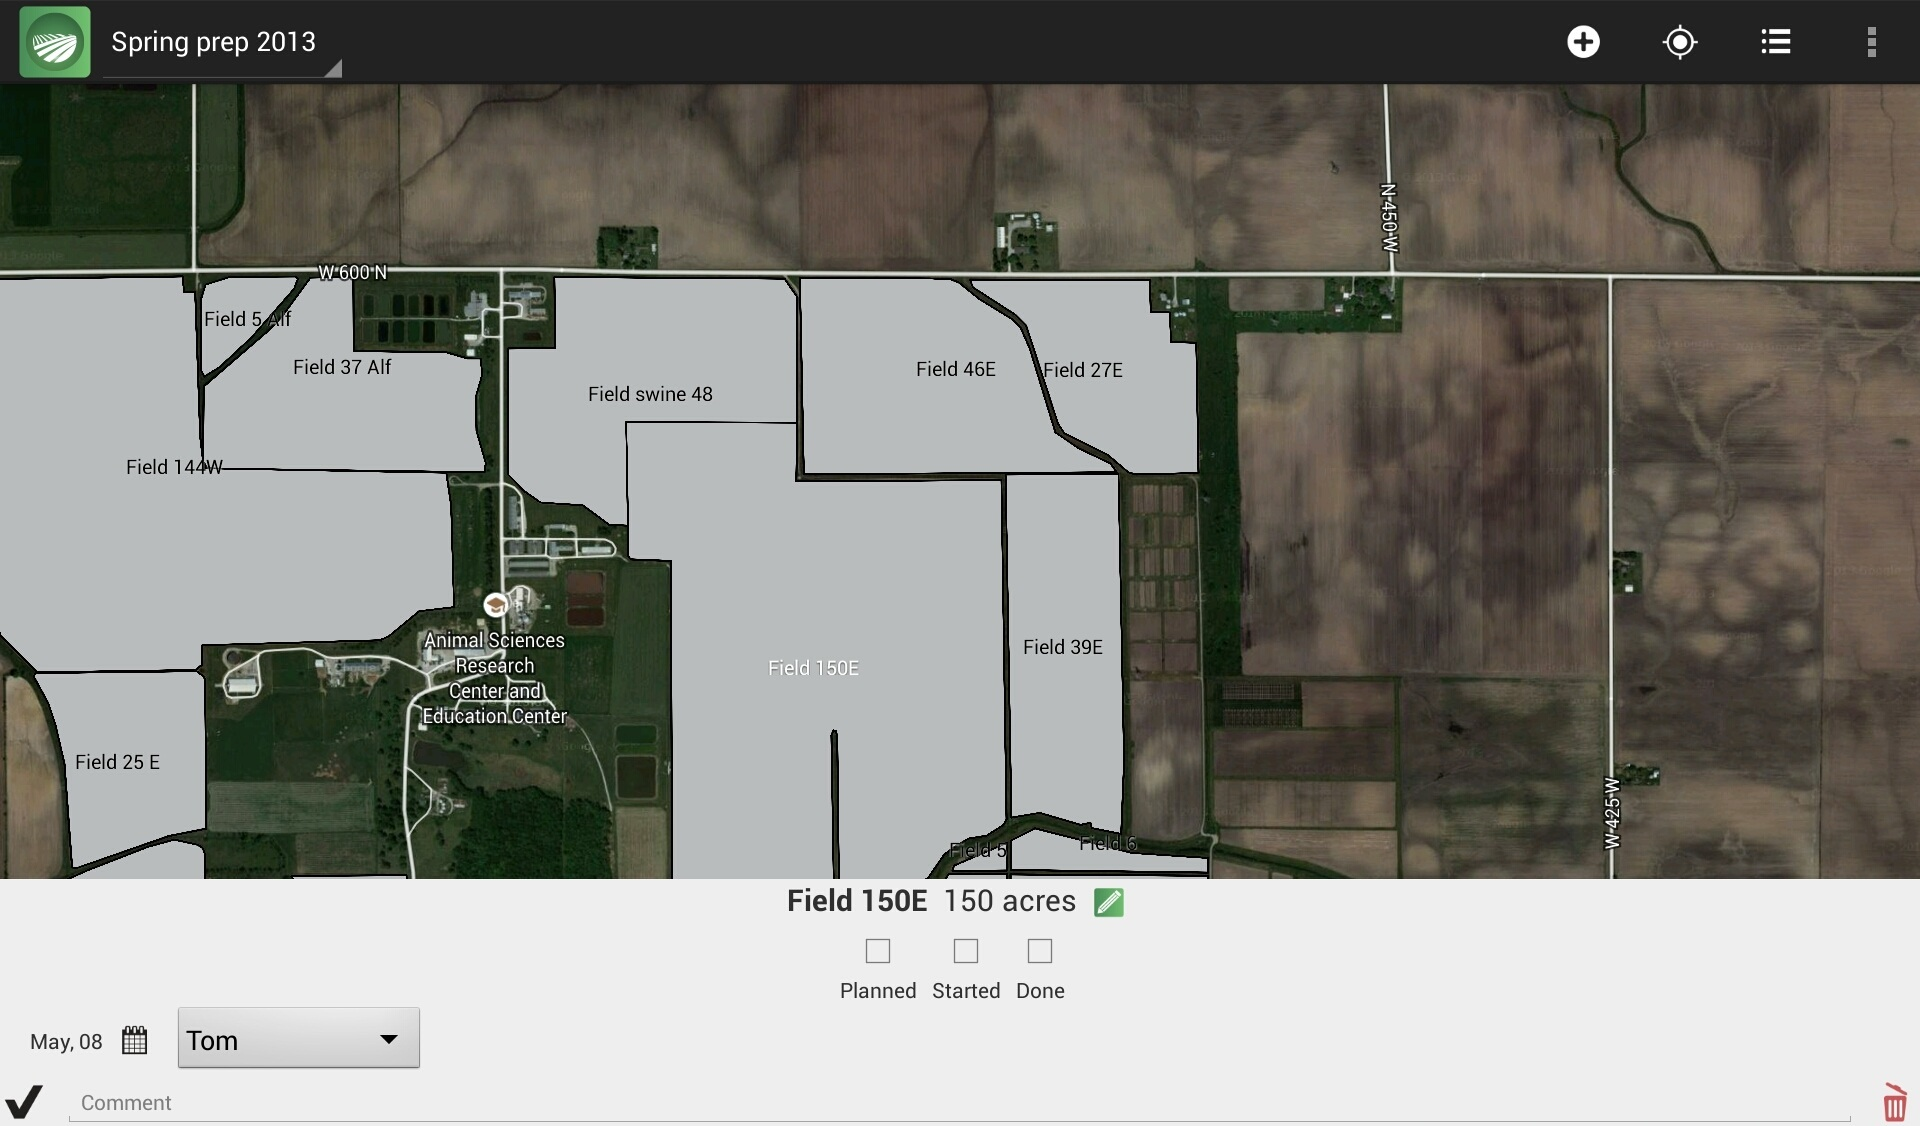 Spring prep 2013
N 450 W
W 600 N
Field 5 Alf
Field 37 Alf
Field swine 48
Field 46E
Field 27E
Field 144W
Animal Sciences
Research
Center and
Education Center
Field 150E
Field 39E
Field 25 E
W 425 W
Field 5
Field 6
Field 150E 150 acres
Planned Started Done
May, 08
Tom
Comment